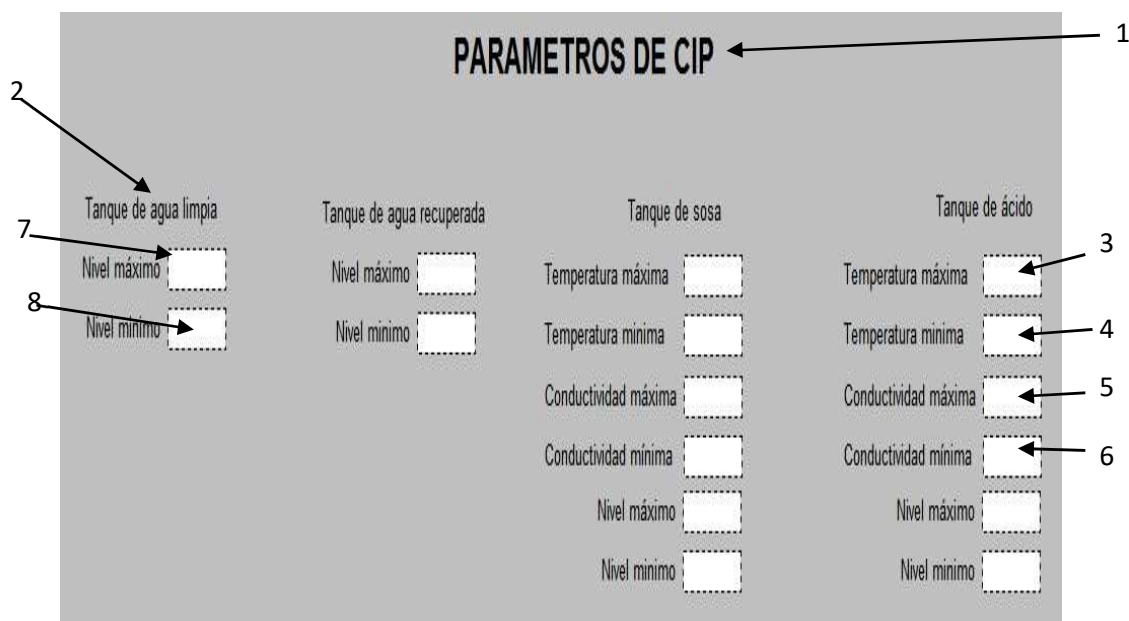 PARAMETROS DE CIP
1
2
Tanque de agua limpia
7
Nivel máximo
8
Nivel minimo
Tanque de agua recuperada
Nivel máximo
Nivel minimo
Tanque de sosa
Temperatura máxima
Temperatura minima
Conductividad máxima
Conductividad mínima
Nivel máximo
Nivel minimo
Tanque de ácido
Temperatura máxima
3
Temperatura minima
4
Conductividad máxima
5
Conductividad mínima
6
Nivel máximo
Nivel minimo